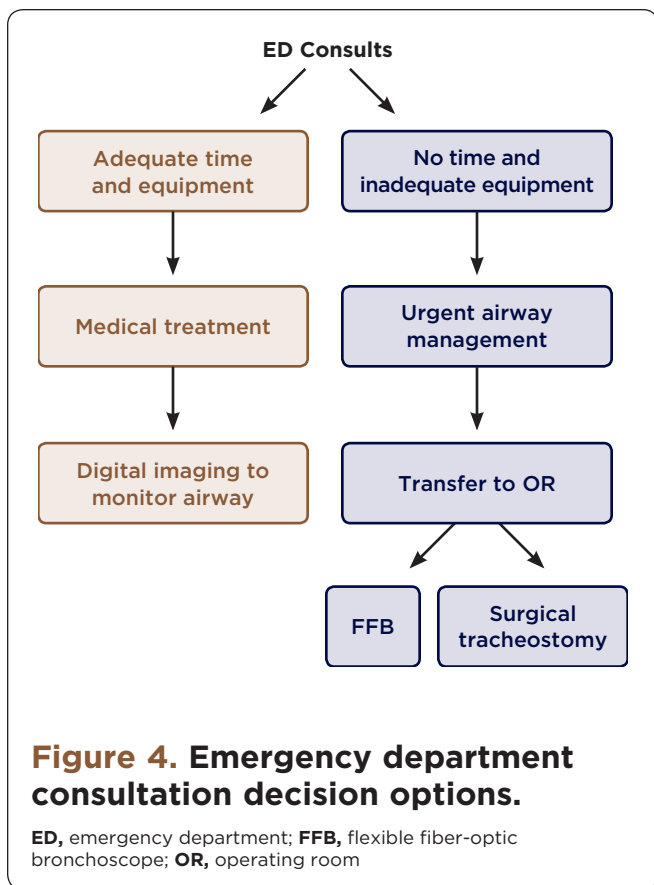 ED Consults
Adequate time
and equipment
No time and
inadequate equipment
Medical treatment
Urgent airway
management
Digital imaging to
monitor airway
Transfer to OR
FFB
Surgical
tracheostomy
Figure 4. Emergency department
consultation decision options.
ED, emergency department; FFB, flexible fiber-optic
bronchoscope; OR, operating room